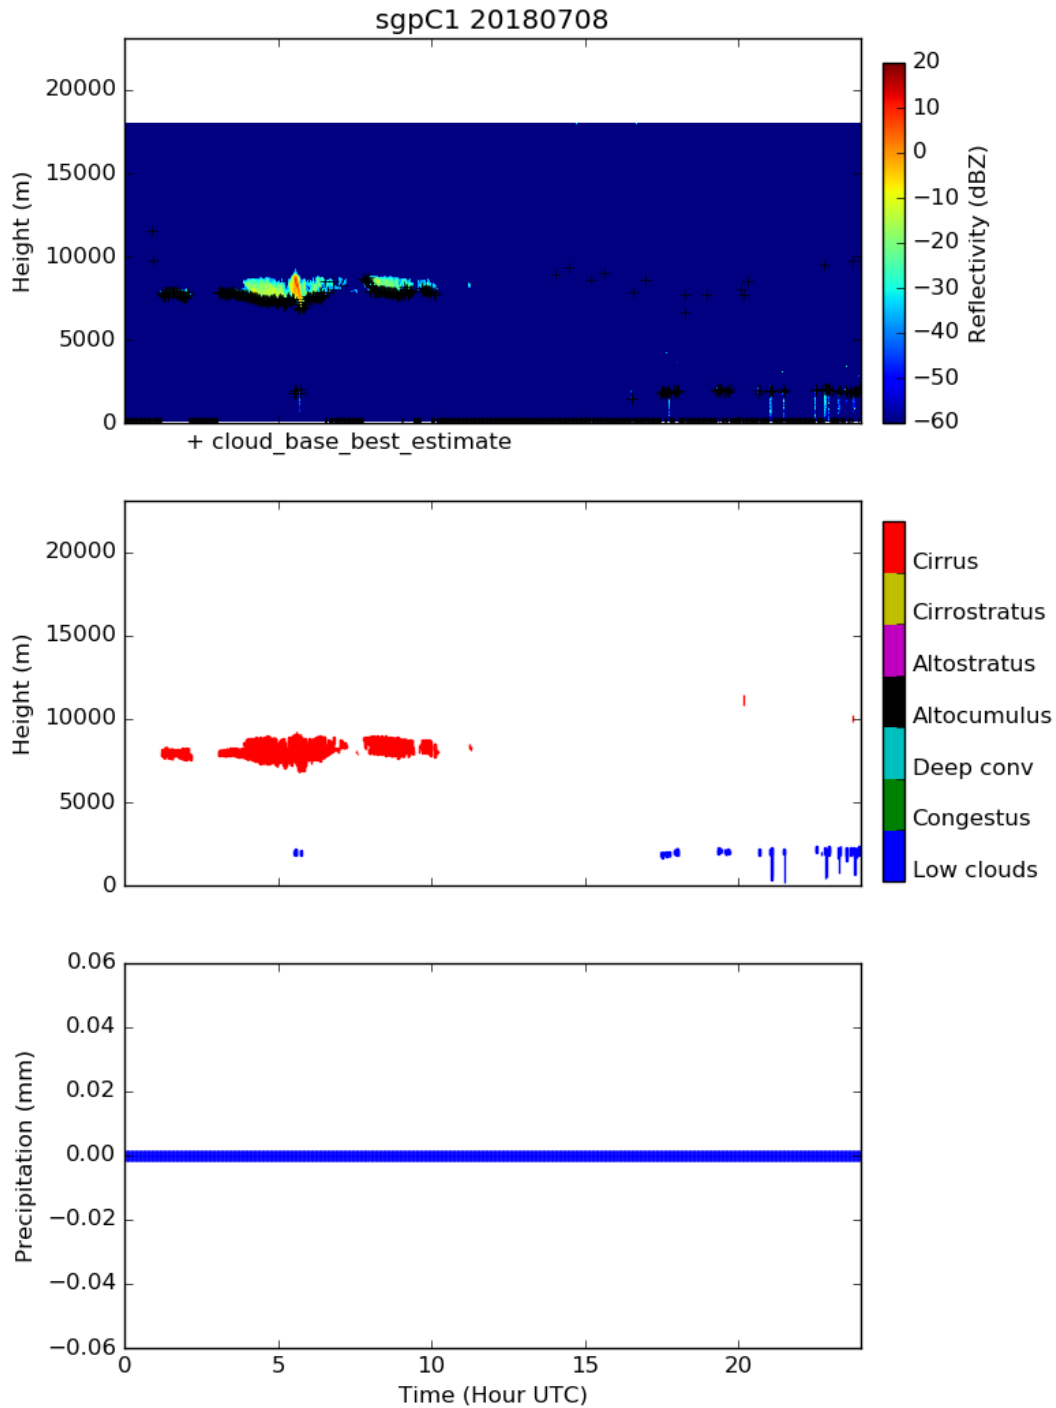 sgpC1 20180708
20000
15000
10000
5000
0
Height (m)
+ cloud_base_best_estimate
20
10
0
−10
−20
−30
−40
−50
−60
Reflectivity (dBZ)
20000
15000
10000
5000
0
Height (m)
Cirrus
Cirrostratus
Altostratus
Altocumulus
Deep conv
Congestus
Low clouds
0.06
0.04
0.02
0.00
−0.02
−0.04
−0.06
Precipitation (mm)
0 5 10 15 20
Time (Hour UTC)